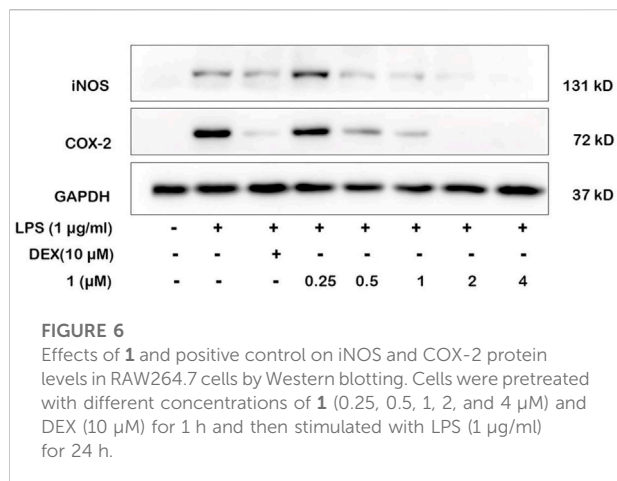 iNOS 131 kD
COX-2 72 kD
GAPDH 37 kD
LPS (1 µg/ml) - + + + + + + +
DEX(10 µM) - - + - - - - -
1 (µM) - - - 0.25 0.5 1 2 4
FIGURE 6
Effects of 1 and positive control on iNOS and COX-2 protein
levels in RAW264.7 cells by Western blotting. Cells were pretreated
with different concentrations of 1 (0.25, 0.5, 1, 2, and 4 µM) and
DEX (10 µM) for 1 h and then stimulated with LPS (1 µg/ml)
for 24 h.